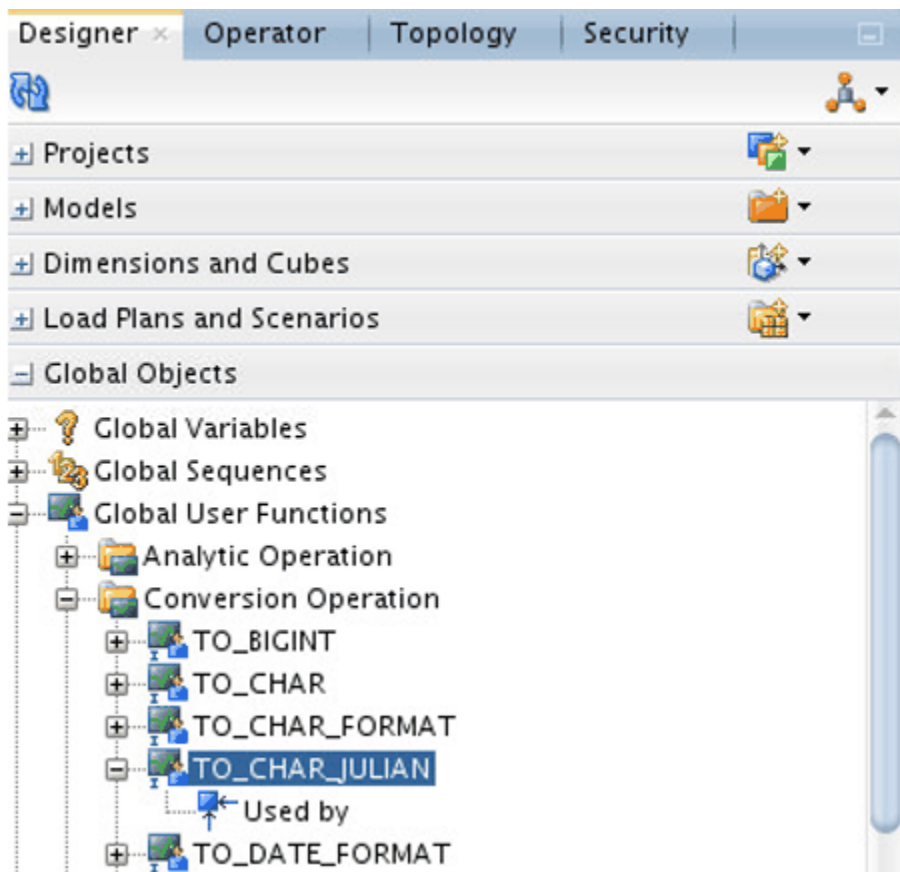 Designer Operator Topology Security
Projects
Models
Dimensions and Cubes
Load Plans and Scenarios
Global Objects
Global Variables
Global Sequences
Global User Functions
Analytic Operation
Conversion Operation
TO_BIGINT
TO_CHAR
TO_CHAR_FORMAT
TO_CHAR_JULIAN
Used by
TO_DATE_FORMAT